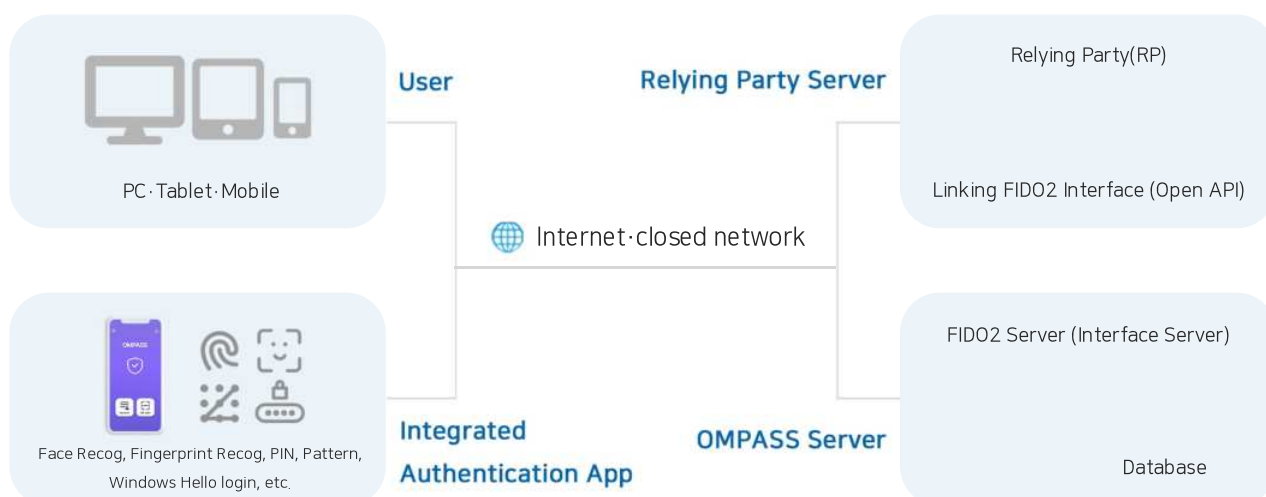 User
Relying Party Server
Relying Party(RP)
PC·Tablet·Mobile
Linking FIDO2 Interface (Open API)
Internet·closed network
OMPASS
FIDO2 Server (Interface Server)
Face Recog, Fingerprint Recog, PIN, Pattern,
Windows Hello login, etc.
Integrated
Authentication App
OMPASS Server
Database